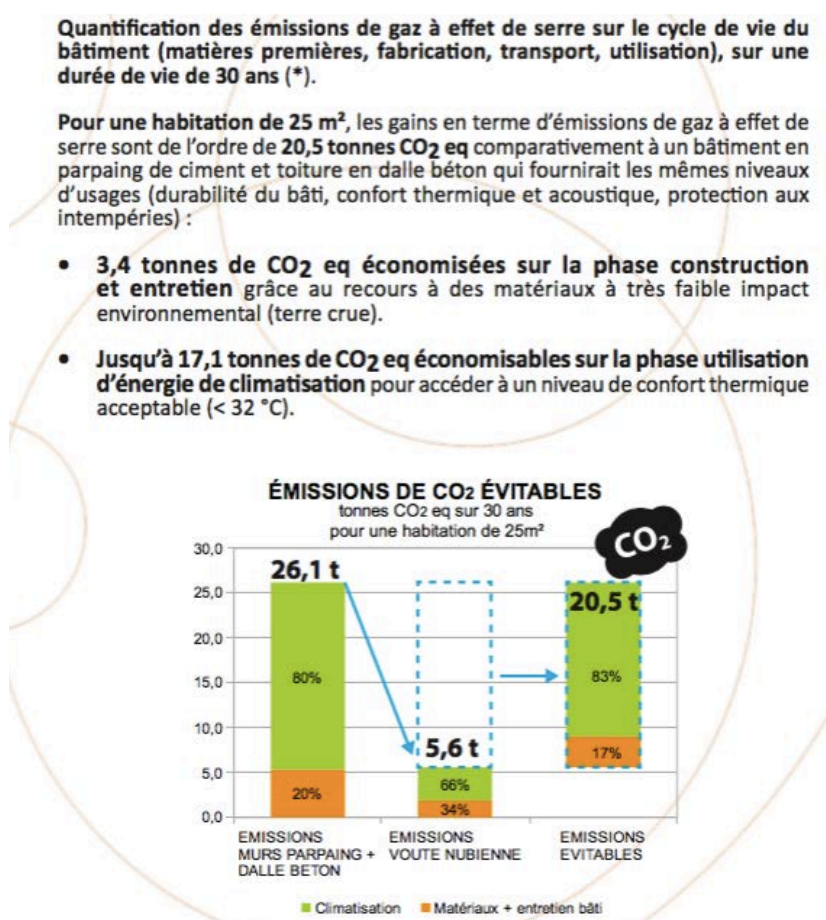 Quantification des émissions de gaz à effet de serre sur le cycle de vie du
bâtiment (matières premières, fabrication, transport, utilisation), sur une
durée de vie de 30 ans (*).
Pour une habitation de 25 m², les gains en terme d'émissions de gaz à effet de
serre sont de l'ordre de 20,5 tonnes CO2 eq comparativement à un bâtiment en
parpaing de ciment et toiture en dalle béton qui fournirait les mêmes niveaux
d'usages (durabilité du bâti, confort thermique et acoustique, protection aux
intempéries) :
• 3,4 tonnes de CO2 eq économisées sur la phase construction
et entretien grâce au recours à des matériaux à très faible impact
environnemental (terre crue).
• Jusqu'à 17,1 tonnes de CO2 eq économisables sur la phase utilisation
d'énergie de climatisation pour accéder à un niveau de confort thermique
acceptable (< 32 °C).
ÉMISSIONS DE CO2 ÉVITABLES
tonnes CO2 eq sur 30 ans
pour une habitation de 25m²
CO2
30,0
25,0
20,0
15,0
10,0
5,0
0,0
26,1 t
80%
20%
5,6 t
66%
34%
20,5 t
83%
17%
EMISSIONS
MURS PARPAING +
DALLE BETON
EMISSIONS
VOUTE NUBIENNE
EMISSIONS
EVITABLES
Climatisation
Matériaux + entretien bâti